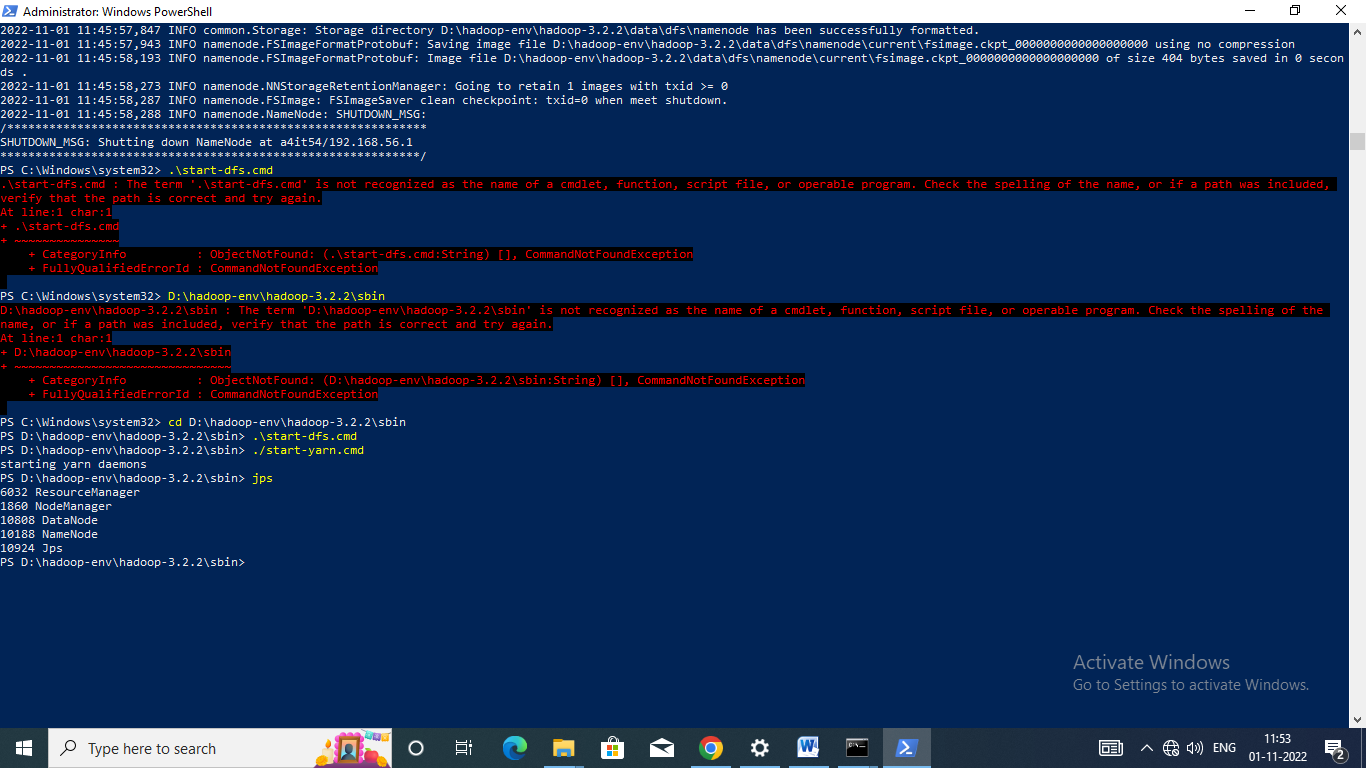 Administrator: Windows PowerShell
2022-11-01 11:45:57,847 INFO common.Storage: Storage directory D:\hadoop-env\hadoop-3.2.2\data\dfs\namenode has been successfully formatted.
2022-11-01 11:45:57,943 INFO namenode.FSImageFormatProtobuf: Saving image file D:\hadoop-env\hadoop-3.2.2\data\dfs\namenode\current\fsimage.ckpt_0000000000000000000 using no compression
2022-11-01 11:45:58,193 INFO namenode.FSImageFormatProtobuf: Image file D:\hadoop-env\hadoop-3.2.2\data\dfs\namenode\current\fsimage.ckpt_0000000000000000000 of size 404 bytes saved in 0 secon
ds .
2022-11-01 11:45:58,273 INFO namenode.NNStorageRetentionManager: Going to retain 1 images with txid >= 0
2022-11-01 11:45:58,287 INFO namenode.FSImage: FSImageSaver clean checkpoint: txid=0 when meet shutdown.
2022-11-01 11:45:58,288 INFO namenode.NameNode: SHUTDOWN_MSG:
/************************************************************
SHUTDOWN_MSG: Shutting down NameNode at a4it54/192.168.56.1
************************************************************/
PS C:\Windows\system32> .\start-dfs.cmd
.\start-dfs.cmd : The term '.\start-dfs.cmd' is not recognized as the name of a cmdlet, function, script file, or operable program. Check the spelling of the name, or if a path was included,
verify that the path is correct and try again.
At line:1 char:1
+ .\start-dfs.cmd
+ ~~~~~~~~~~~~~~~
    + CategoryInfo          : ObjectNotFound: (.\start-dfs.cmd:String) [], CommandNotFoundException
    + FullyQualifiedErrorId : CommandNotFoundException
PS C:\Windows\system32> D:\hadoop-env\hadoop-3.2.2\sbin
D:\hadoop-env\hadoop-3.2.2\sbin : The term 'D:\hadoop-env\hadoop-3.2.2\sbin' is not recognized as the name of a cmdlet, function, script file, or operable program. Check the spelling of the
name, or if a path was included, verify that the path is correct and try again.
At line:1 char:1
+ D:\hadoop-env\hadoop-3.2.2\sbin
+ ~~~~~~~~~~~~~~~~~~~~~~~~~~~~~~~
    + CategoryInfo          : ObjectNotFound: (D:\hadoop-env\hadoop-3.2.2\sbin:String) [], CommandNotFoundException
    + FullyQualifiedErrorId : CommandNotFoundException
PS C:\Windows\system32> cd D:\hadoop-env\hadoop-3.2.2\sbin
PS D:\hadoop-env\hadoop-3.2.2\sbin> .\start-dfs.cmd
PS D:\hadoop-env\hadoop-3.2.2\sbin> ./start-yarn.cmd
starting yarn daemons
PS D:\hadoop-env\hadoop-3.2.2\sbin> jps
6032 ResourceManager
1860 NodeManager
10808 DataNode
10188 NameNode
10924 Jps
PS D:\hadoop-env\hadoop-3.2.2\sbin>
Activate Windows
Go to Settings to activate Windows.
Type here to search
ENG
11:53
01-11-2022
2